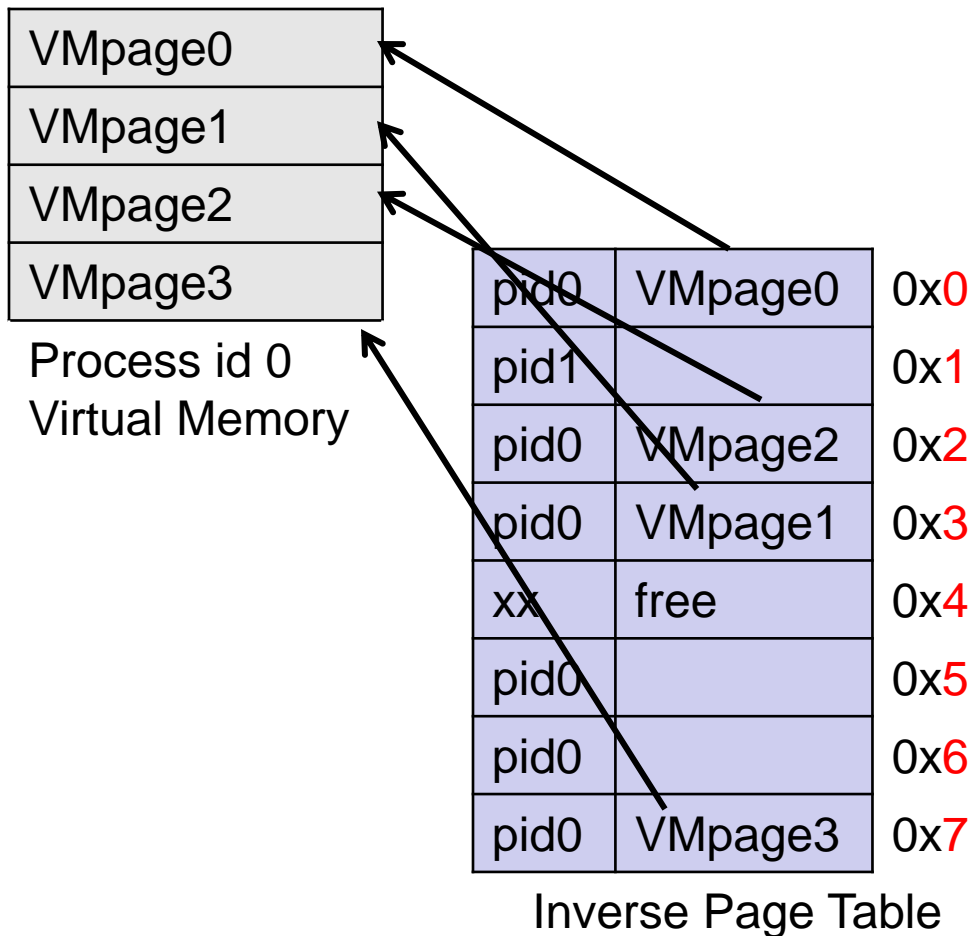 VMpage0
VMpage1
VMpage2
VMpage3
Process id 0
Virtual Memory
pid0 VMpage0 0x0
pid1 0x1
pid0 VMpage2 0x2
pid0 VMpage1 0x3
xx free 0x4
pid0 0x5
pid0 0x6
pid0 VMpage3 0x7
Inverse Page Table